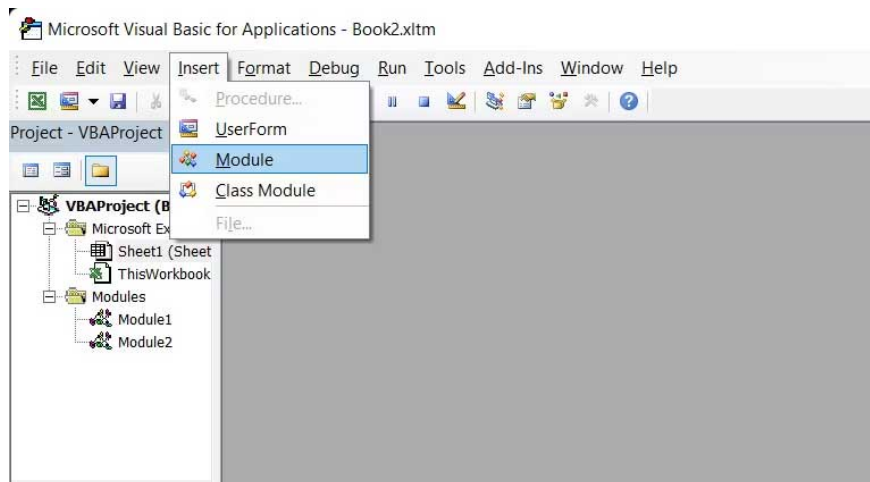 Microsoft Visual Basic for Applications - Book2.xltm
File Edit View Insert Format Debug Run Tools Add-Ins Window Help
Procedure...
Project - VBAProject
UserForm
Module
Class Module
File...
VBAProject (B
Microsoft Ex
Sheet1 (Sheet
ThisWorkbook
Modules
Module1
Module2